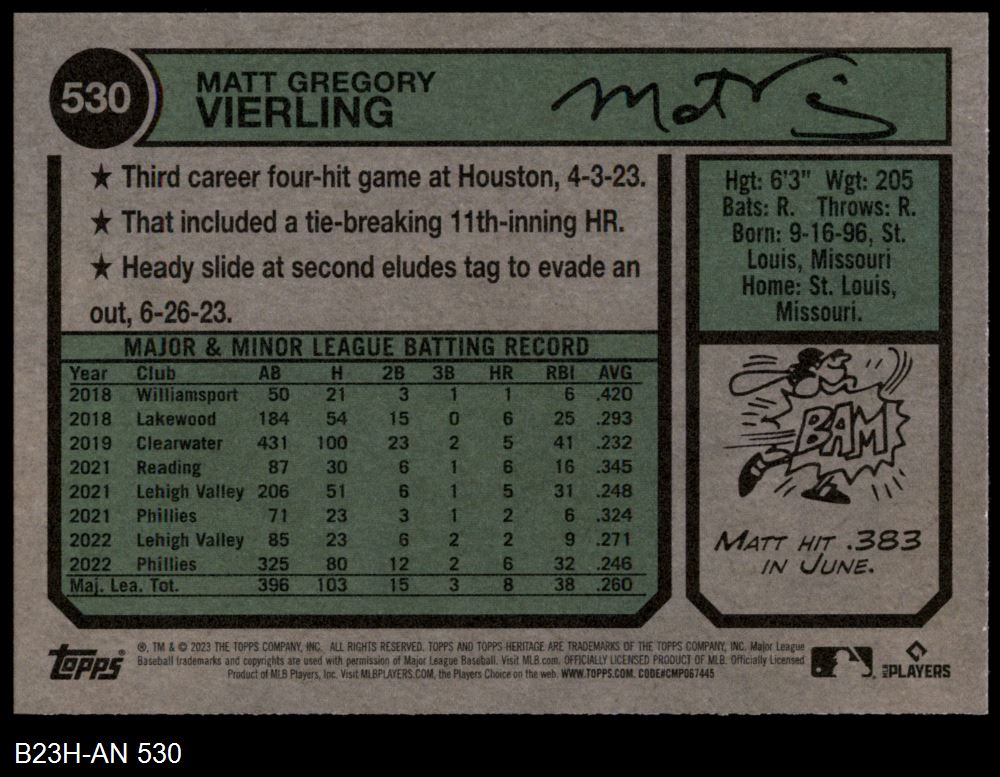 530
MATT GREGORY
VIERLING
Mat Vi
★ Third career four-hit game at Houston, 4-3-23.
★ That included a tie-breaking 11th-inning HR.
★ Heady slide at second eludes tag to evade an
out, 6-26-23.
Hgt: 6'3" Wgt: 205
Bats: R. Throws: R.
Born: 9-16-96, St.
Louis, Missouri
Home: St. Louis,
Missouri.
MAJOR & MINOR LEAGUE BATTING RECORD
Year Club AB H 2B 3B HR RBI AVG
2018 Williamsport 50 21 3 1 1 6 .420
2018 Lakewood 184 54 15 0 6 25 .293
2019 Clearwater 431 100 23 2 5 41 .232
2021 Reading 87 30 6 1 6 16 .345
2021 Lehigh Valley 206 51 6 1 5 31 .248
2021 Phillies 71 23 3 1 2 6 .324
2022 Lehigh Valley 85 23 6 2 2 9 .271
2022 Phillies 325 80 12 2 6 32 .246
Maj. Lea. Tot. 396 103 15 3 8 38 .260
BAM
MATT HIT .383
IN JUNE.
Topps®
®, TM & © 2023 THE TOPPS COMPANY, INC. ALL RIGHTS RESERVED. TOPPS AND TOPPS HERITAGE ARE TRADEMARKS OF THE TOPPS COMPANY, INC. Major League
Baseball trademarks and copyrights are used with permission of Major League Baseball. Visit MLB.com. OFFICIALLY LICENSED PRODUCT OF MLB. Officially Licensed
Product of MLB Players, Inc. Visit MLBPLAYERS.COM, the Players Choice on the web. WWW.TOPPS.COM. CODE#CMP067445
MLB PLAYERS
B23H-AN 530